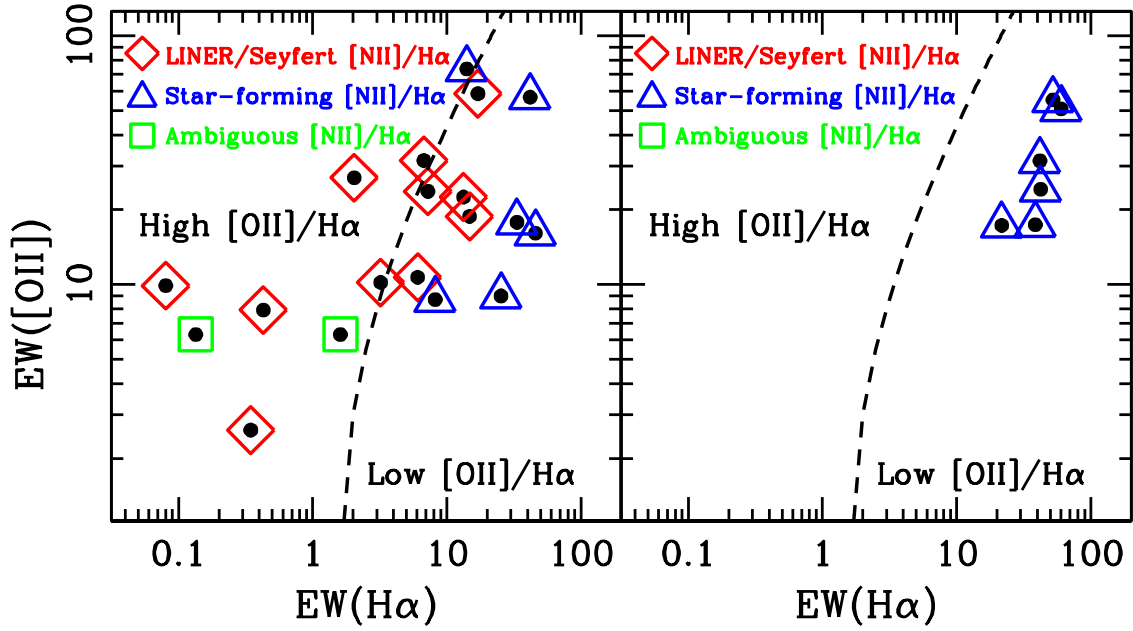 100
10
EW([OII])
LINER/Seyfert [NII]/Hα
Star-forming [NII]/Hα
Ambiguous [NII]/Hα
High [OII]/Hα
Low [OII]/Hα
0.1 1 10 100
EW(Hα)
LINER/Seyfert [NII]/Hα
Star-forming [NII]/Hα
Ambiguous [NII]/Hα
High [OII]/Hα
Low [OII]/Hα
0.1 1 10 100
EW(Hα)